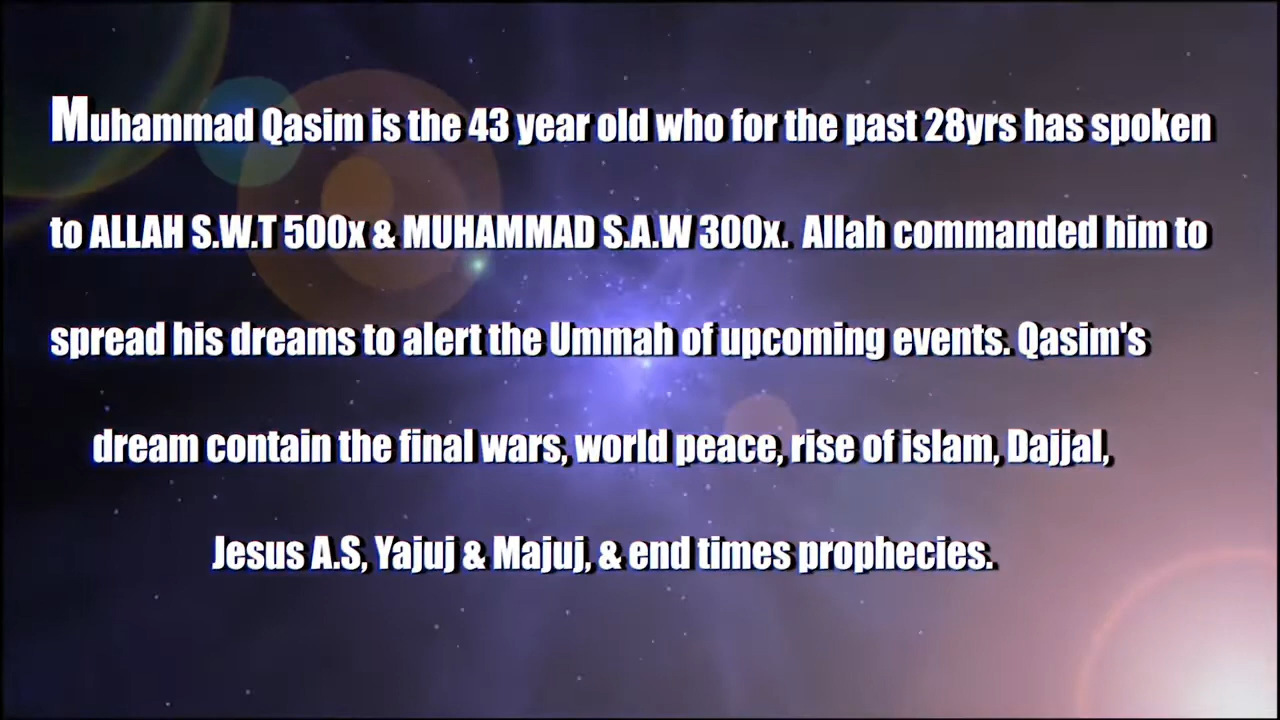 Muhammad Qasim is the 43 year old who for the past 28yrs has spoken
to ALLAH S.W.T 500x & MUHAMMAD S.A.W 300x. Allah commanded him to
spread his dreams to alert the Ummah of upcoming events. Qasim's
dream contain the final wars, world peace, rise of islam, Dajjal,
Jesus A.S, Yajuj & Majuj, & end times prophecies.